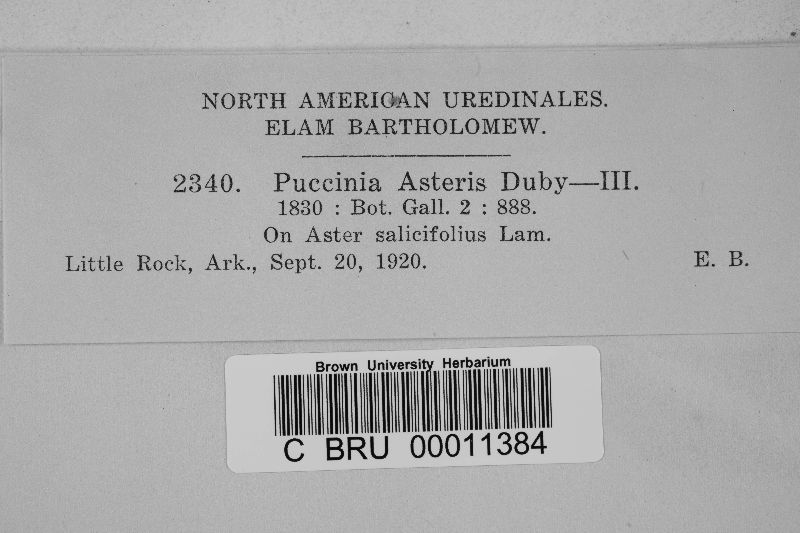 NORTH AMERICAN UREDINALES.
ELAM BARTHOLOMEW.
2340. Puccinia Asteris Duby—III.
1830 : Bot. Gall. 2 : 888.
On Aster salicifolius Lam.
Little Rock, Ark., Sept. 20, 1920. E. B.
Brown University Herbarium
C BRU 00011384